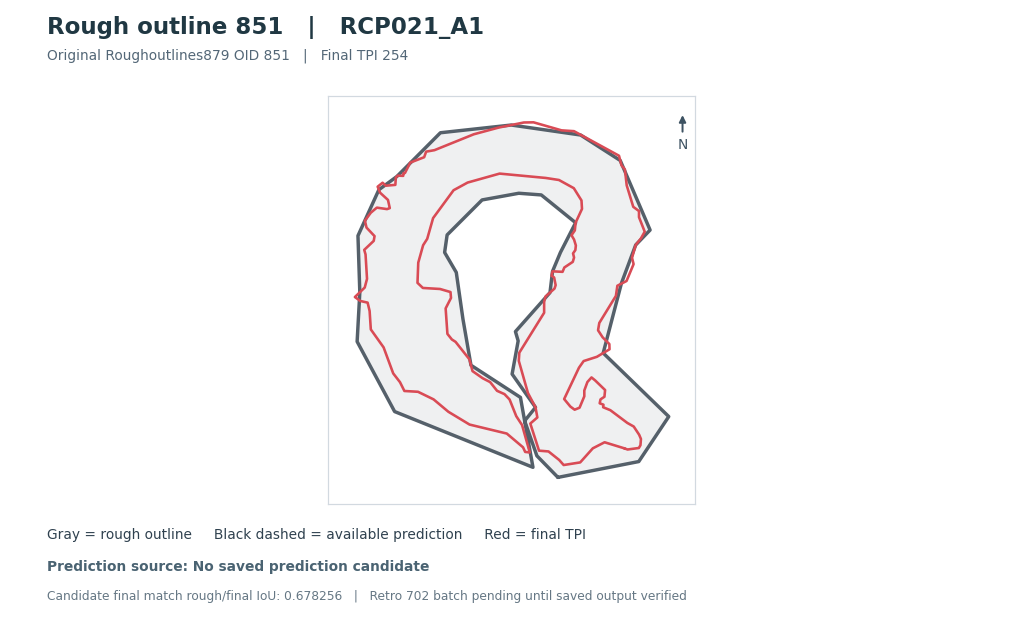 Rough outline 851   |   RCP021_A1
Original Roughoutlines879 OID 851   |   Final TPI 254
N
Gray = rough outline     Black dashed = available prediction     Red = final TPI
Prediction source: No saved prediction candidate
Candidate final match rough/final IoU: 0.678256   |   Retro 702 batch pending until saved output verified